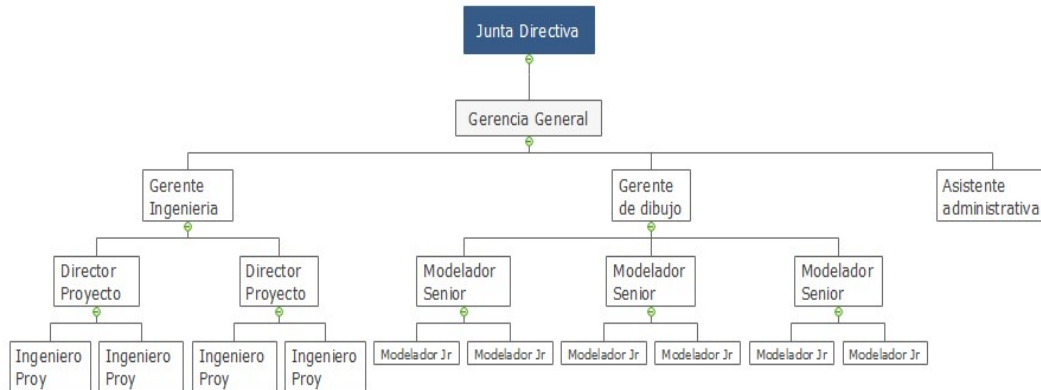 Junta Directiva
Gerencia General
Gerente
Ingenieria
Gerente
de dibujo
Asistente
administrativa
Director
Proyecto
Director
Proyecto
Modelador
Senior
Modelador
Senior
Modelador
Senior
Ingeniero
Proy
Ingeniero
Proy
Ingeniero
Proy
Ingeniero
Proy
Modelador Jr
Modelador Jr
Modelador Jr
Modelador Jr
Modelador Jr
Modelador Jr